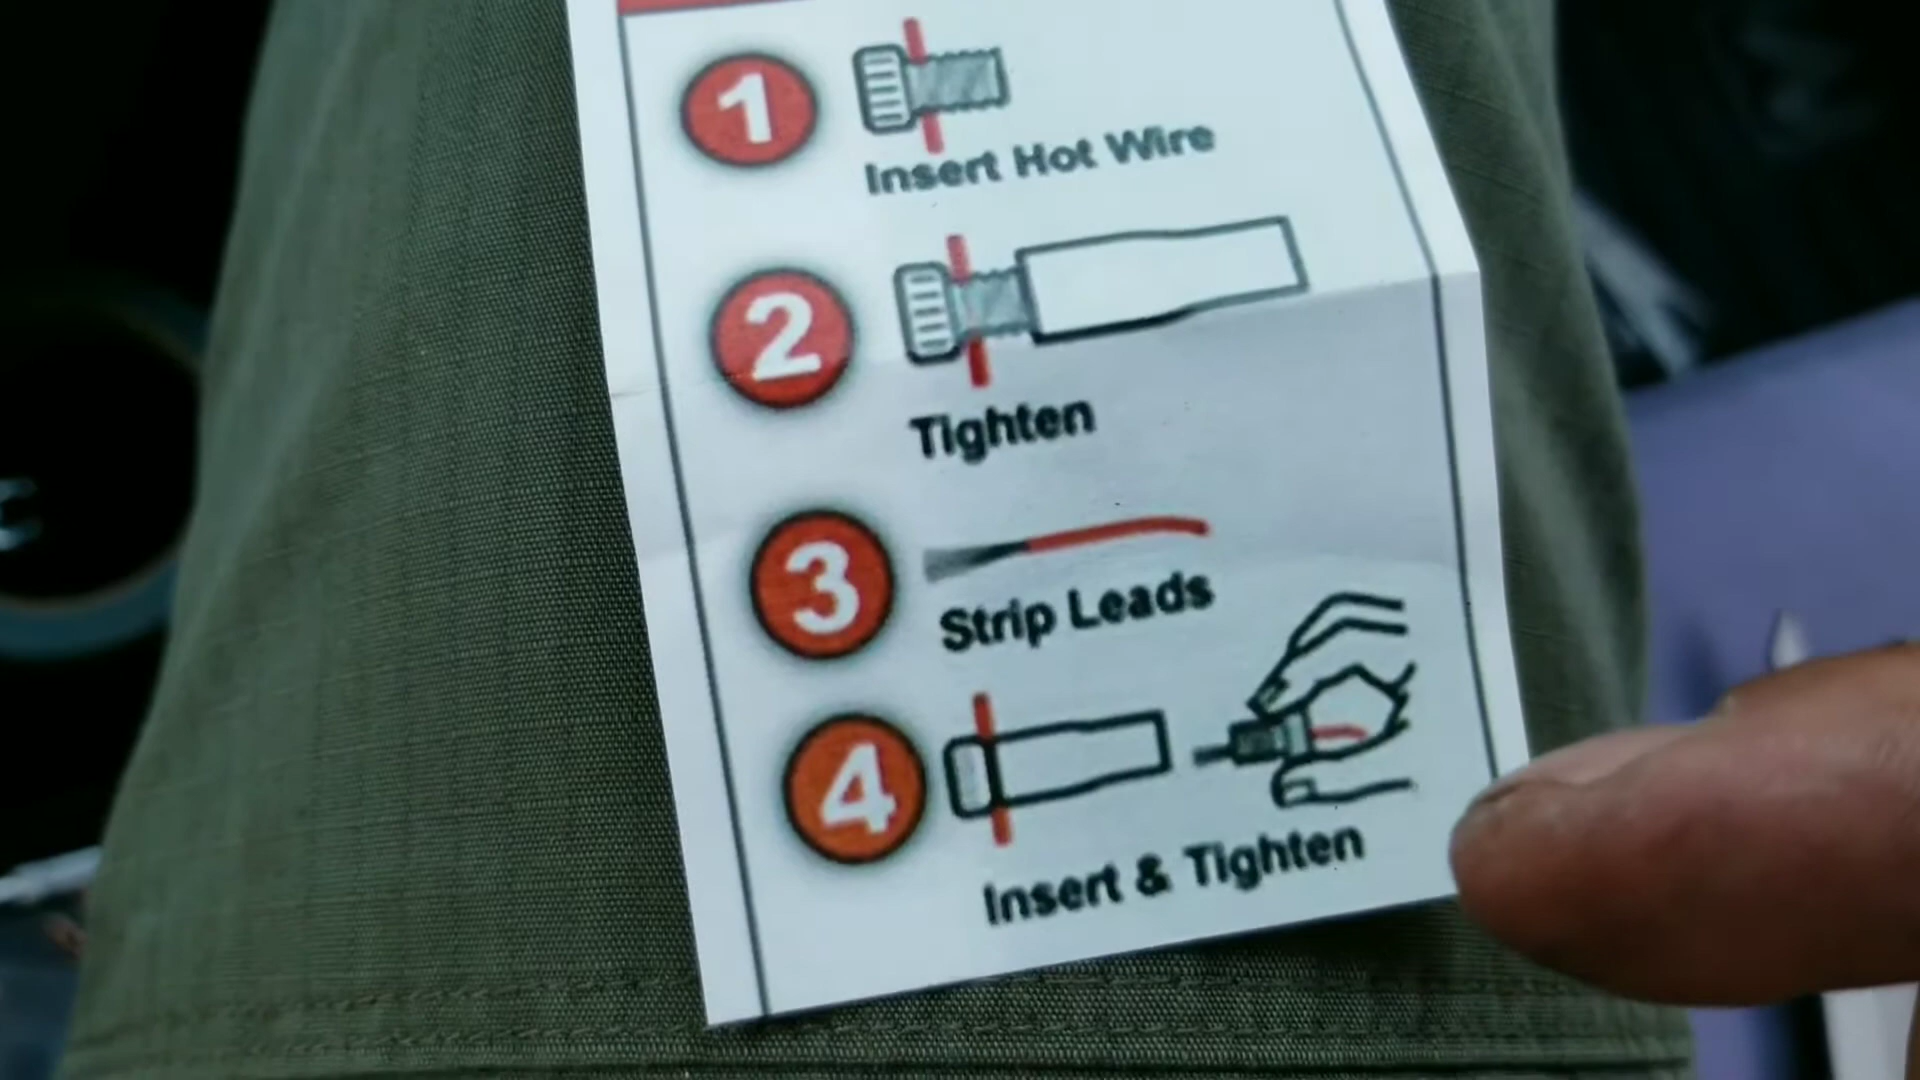 1
Insert Hot Wire
2
Tighten
3
Strip Leads
4
Insert & Tighten